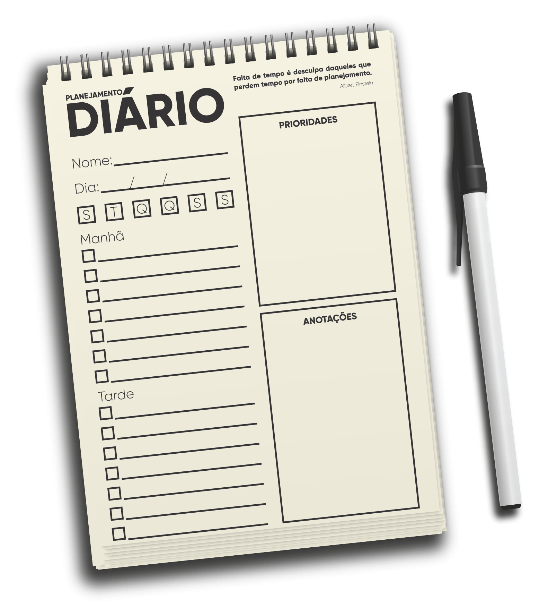 PLANEJAMENTO
DIÁRIO
Falta de tempo é desculpa daqueles que
perdem tempo por falta de planejamento.
Nome:
Dia: / /
S T Q Q S S
Manhã
Tarde
PRIORIDADES
ANOTAÇÕES